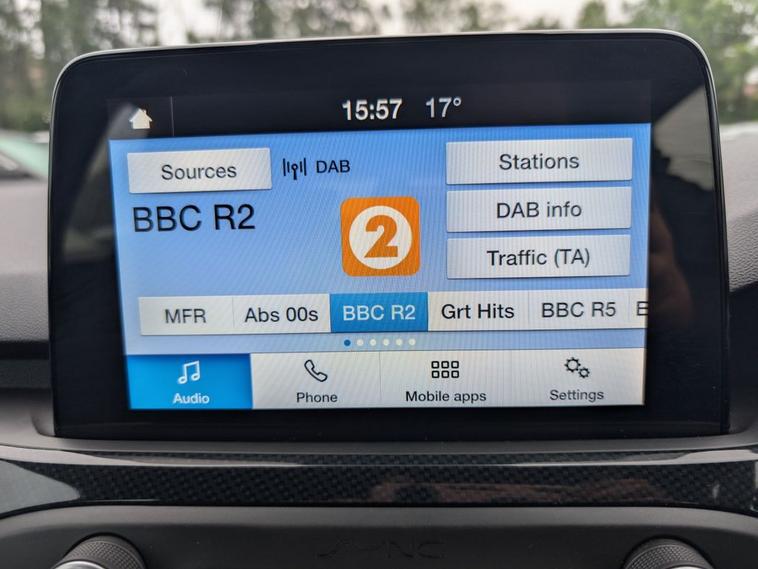 15:57 17°
Sources
DAB
Stations
BBC R2
2
DAB info
Traffic (TA)
MFR
Abs 00s
BBC R2
Grt Hits
BBC R5
Audio
Phone
Mobile apps
Settings
SYNC